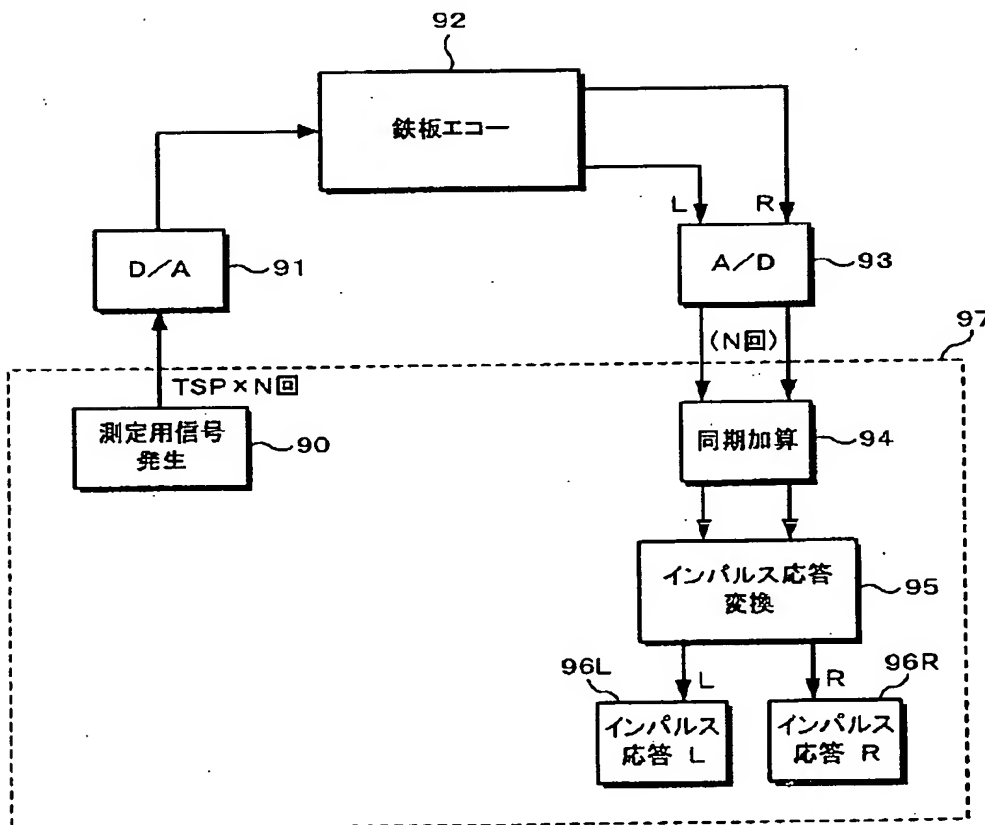 92
鉄板エコー
L
R
D/A
91
A/D
93
(N回)
97
TSP×N回
測定用信号
発生
90
同期加算
94
インパルス応答
変換
95
96L
L
R
96R
インパルス
応答 L
インパルス
応答 R